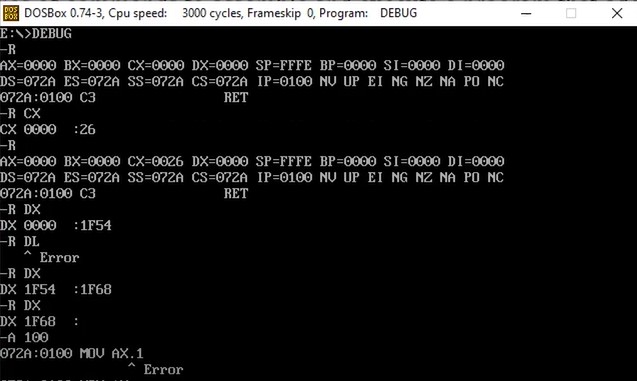 DOS BOX DOSBox 0.74-3, Cpu speed: 3000 cycles, Frameskip 0, Program: DEBUG
E:\>DEBUG
-R
AX=0000 BX=0000 CX=0000 DX=0000 SP=FFFE BP=0000 SI=0000 DI=0000
DS=072A ES=072A SS=072A CS=072A IP=0100 NV UP EI NG NZ NA PO NC
072A:0100 C3 RET
-R CX
CX 0000 :26
-R
AX=0000 BX=0000 CX=0026 DX=0000 SP=FFFE BP=0000 SI=0000 DI=0000
DS=072A ES=072A SS=072A CS=072A IP=0100 NV UP EI NG NZ NA PO NC
072A:0100 C3 RET
-R DX
DX 0000 :1F54
-R DL
^ Error
-R DX
DX 1F54 :1F68
-R DX
DX 1F68 :
-A 100
072A:0100 MOV AX.1
^ Error